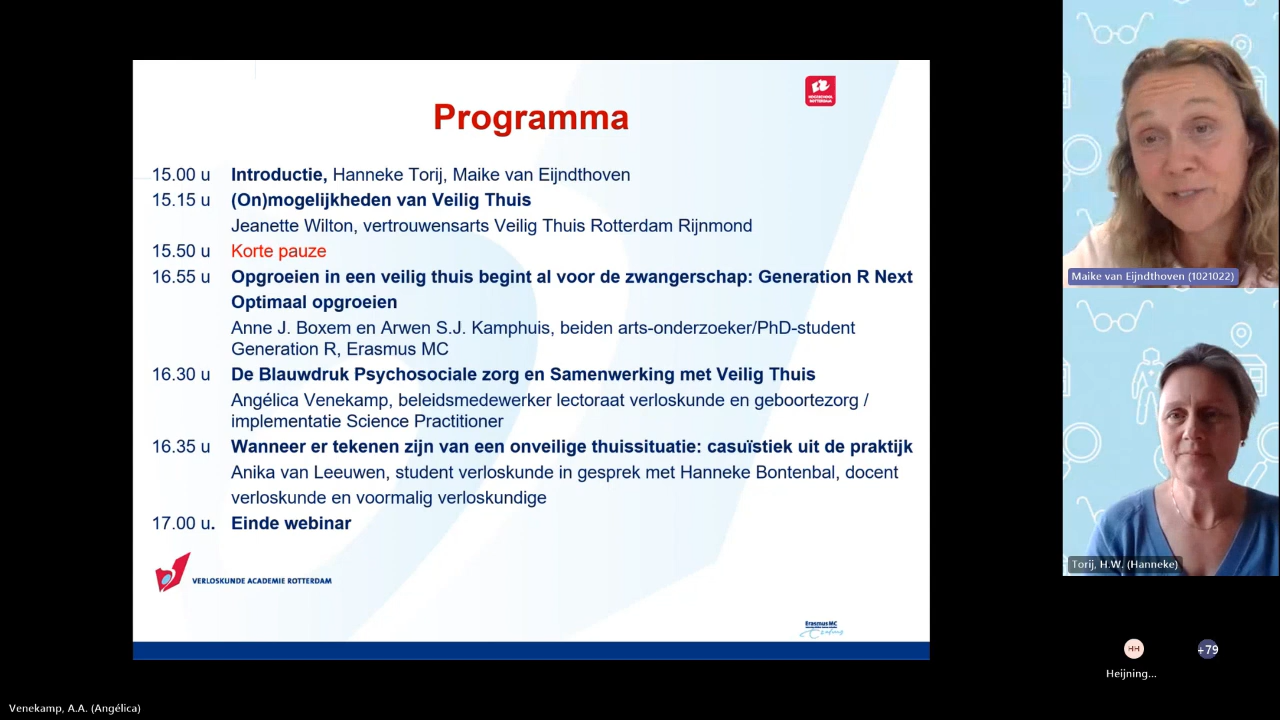 Programma
HOGESCHOOL
ROTTERDAM
15.00 u Introductie, Hanneke Torij, Maike van Eijndthoven
15.15 u (On)mogelijkheden van Veilig Thuis
Jeanette Wilton, vertrouwensarts Veilig Thuis Rotterdam Rijnmond
15.50 u Korte pauze
16.55 u Opgroeien in een veilig thuis begint al voor de zwangerschap: Generation R Next
Optimaal opgroeien
Anne J. Boxem en Arwen S.J. Kamphuis, beiden arts-onderzoeker/PhD-student
Generation R, Erasmus MC
16.30 u De Blauwdruk Psychosociale zorg en Samenwerking met Veilig Thuis
Angélica Venekamp, beleidsmedewerker lectoraat verloskunde en geboortezorg /
implementatie Science Practitioner
16.35 u Wanneer er tekenen zijn van een onveilige thuissituatie: casuïstiek uit de praktijk
Anika van Leeuwen, student verloskunde in gesprek met Hanneke Bontenbal, docent
verloskunde en voormalig verloskundige
17.00 u. Einde webinar
VERLOSKUNDE ACADEMIE ROTTERDAM
Erasmus MC
Maike van Eijndthoven (1021022)
Torij, H.W. (Hanneke)
HH
+79
Heijning...
Venekamp, A.A. (Angélica)